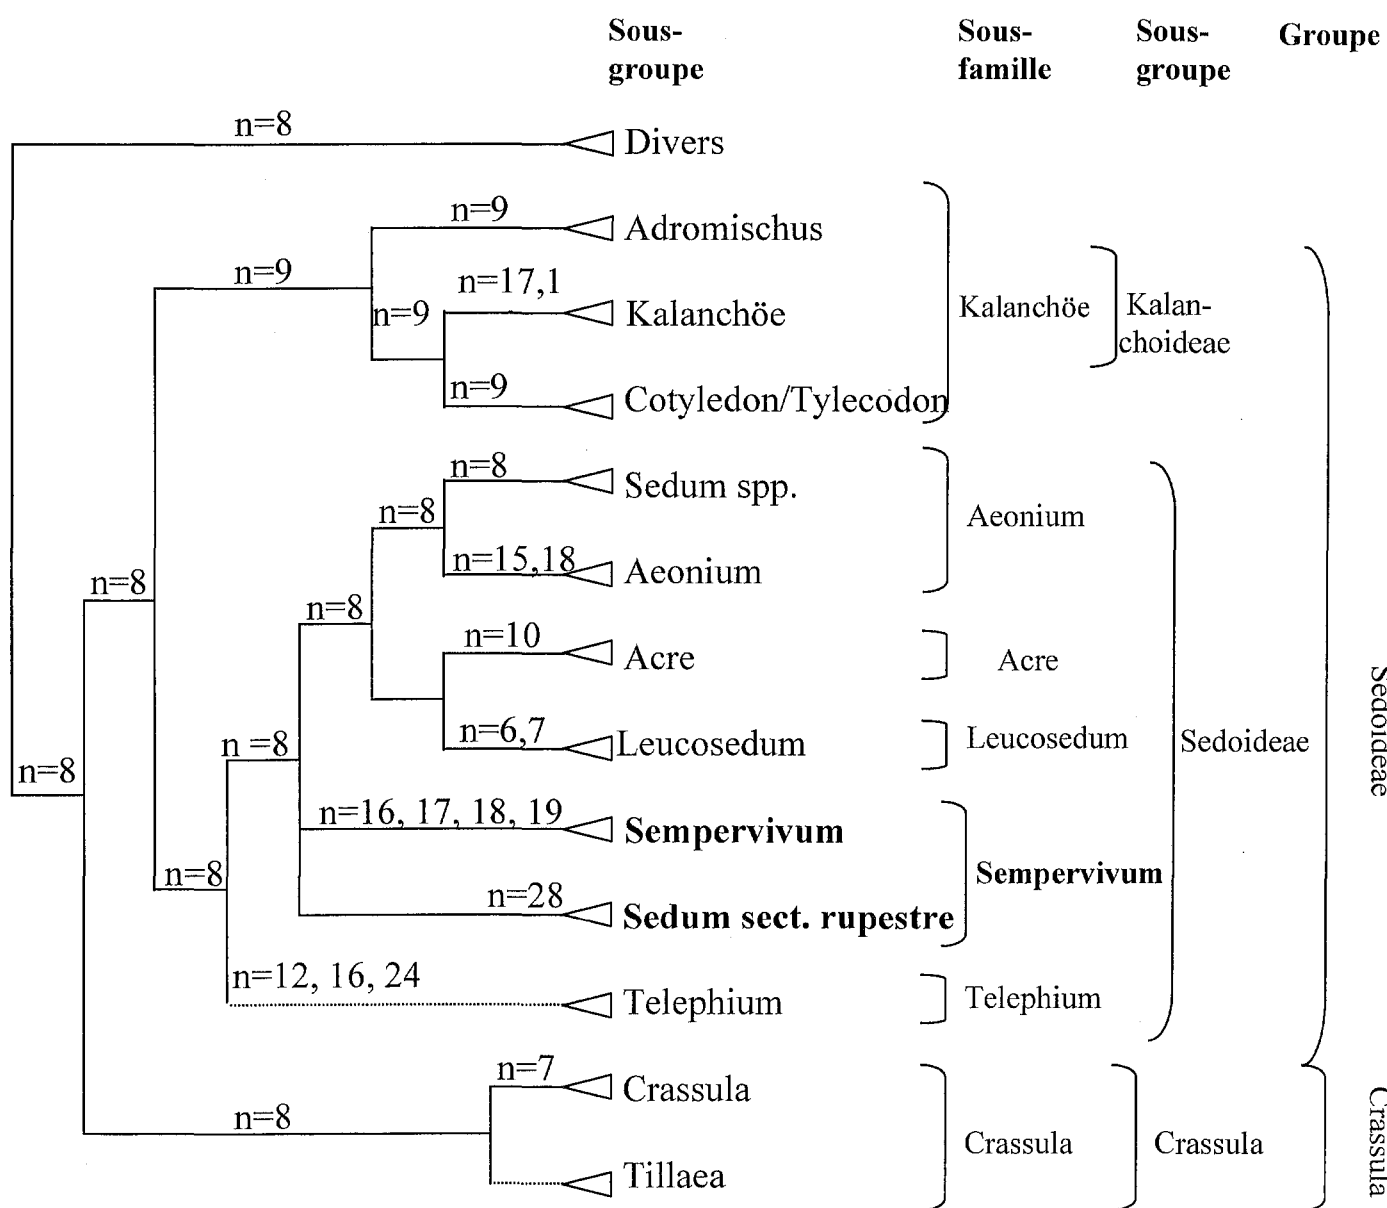 Sous-
groupe
Sous-
famille
Sous-
groupe
Groupe
n=8
Divers
n=9
Adromischus
n=9
n=17,1
Kalanchöe
n=9
n=9
Cotyledon/Tylecodon
Kalanchöe
Kalan-
choideae
n=8
Sedum spp.
n=8
n=15,18
Aeonium
Aeonium
n=8
n=8
n=10
Acre
Acre
n=6,7
Leucosedum
Leucosedum
Sedoideae
Sedoideae
n =8
n=8
n=16, 17, 18, 19
Sempervivum
Sempervivum
n=8
n=28
Sedum sect. rupestre
n=12, 16, 24
Telephium
Telephium
n=7
Crassula
n=8
Tillaea
Crassula
Crassula
Crassula